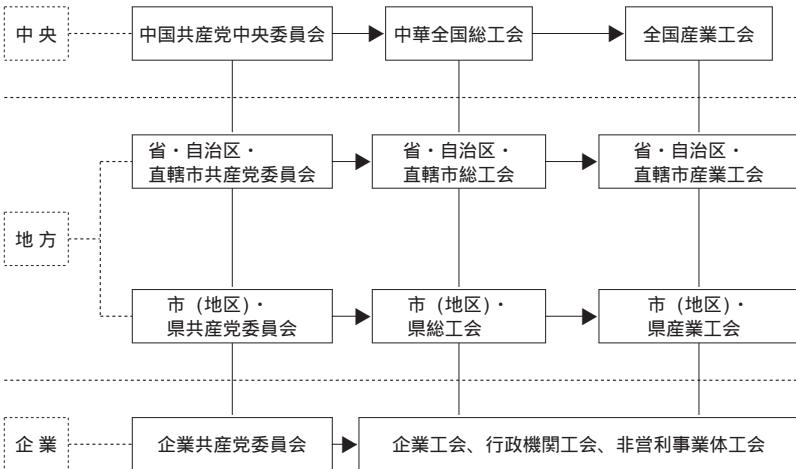 中央
中国共産党中央委員会
中華全国総工会
全国産業工会
地方
省・自治区・
直轄市共産党委員会
省・自治区・
直轄市総工会
省・自治区・
直轄市産業工会
市（地区）・
県共産党委員会
市（地区）・
県総工会
市（地区）・
県産業工会
企業
企業共産党委員会
企業工会、行政機関工会、非営利事業体工会